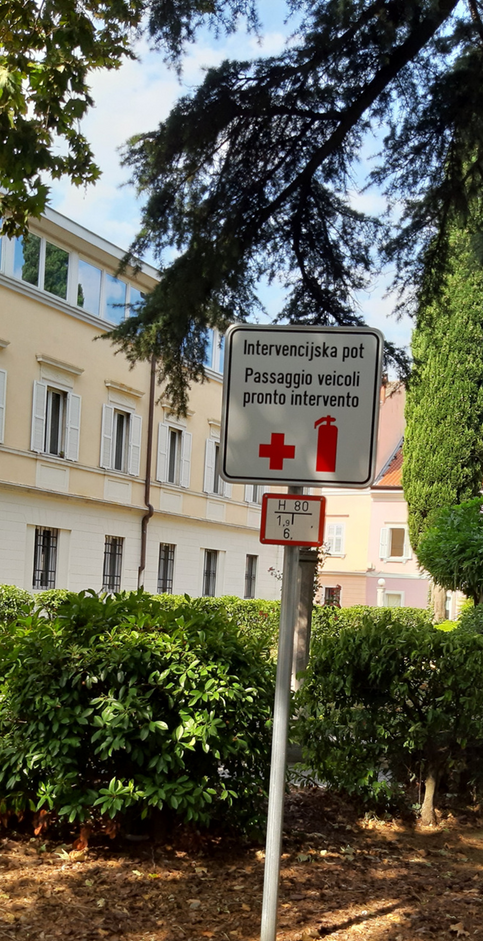 Intervencijska pot
Passaggio veicoli
pronto intervento
H 80
1,9
6,